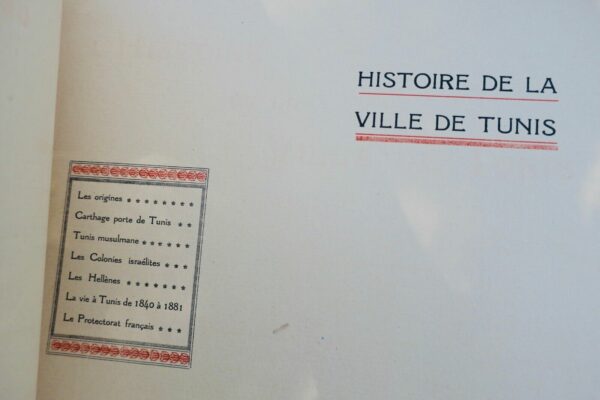 HISTOIRE DE LA
VILLE DE TUNIS
Les origines ★ ★ ★ ★ ★ ★ ★ ★
Carthage porte de Tunis ★ ★
Tunis musulmane ★ ★ ★ ★ ★ ★
Les Colonies israélites ★ ★ ★
Les Hellènes ★ ★ ★ ★ ★ ★ ★
La vie à Tunis de 1840 à 1881
Le Protectorat français ★ ★ ★